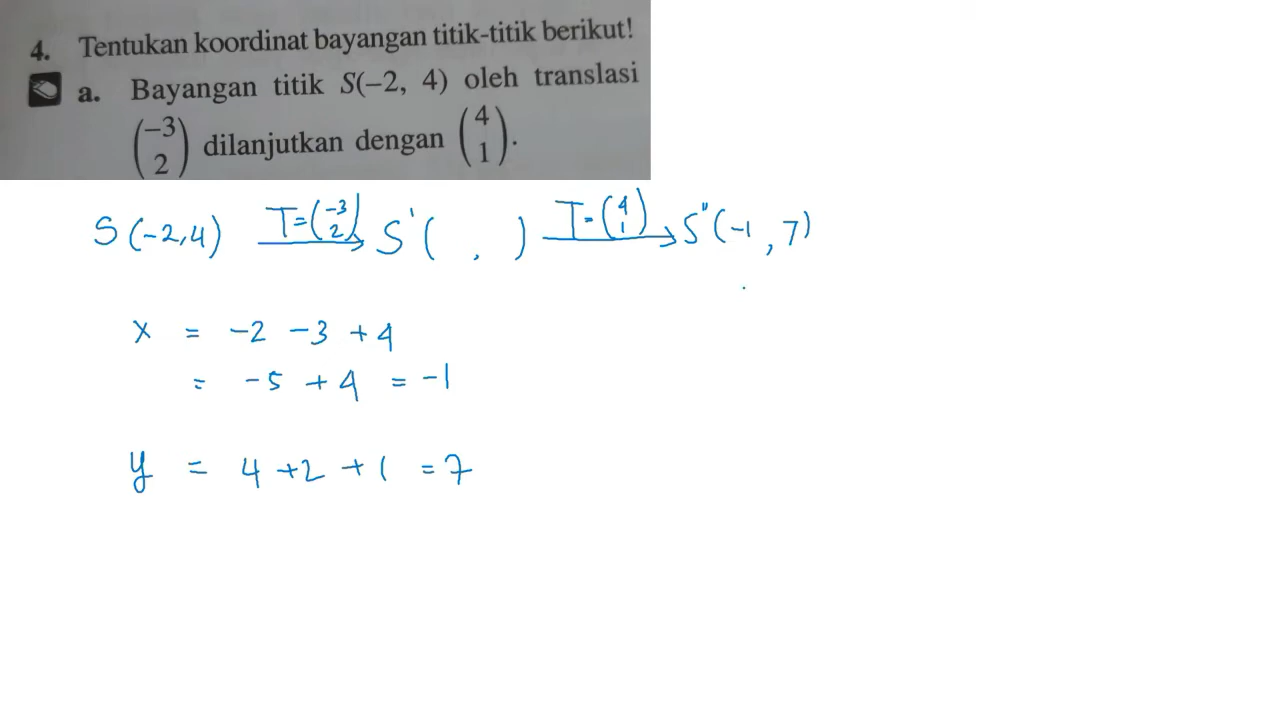 4. Tentukan koordinat bayangan titik-titik berikut!
a. Bayangan titik S(−2, 4) oleh translasi
(−3 2) dilanjutkan dengan (4 1).
S (-2,4) T=(-3 2) S' ( , ) T=(4 1) S" (-1, 7)
x = -2 -3 +4
= -5 +4 = -1
y = 4 +2 +1 = 7